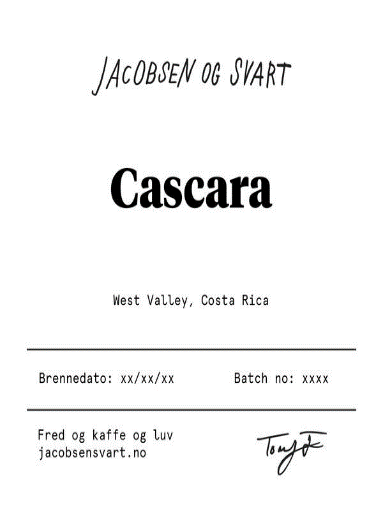 JACOBSEN OG SVART
Cascara
West Valley, Costa Rica
Brennedato: xx/xx/xx Batch no: xxxx
Fred og kaffe og luv
jacobsensvart.no